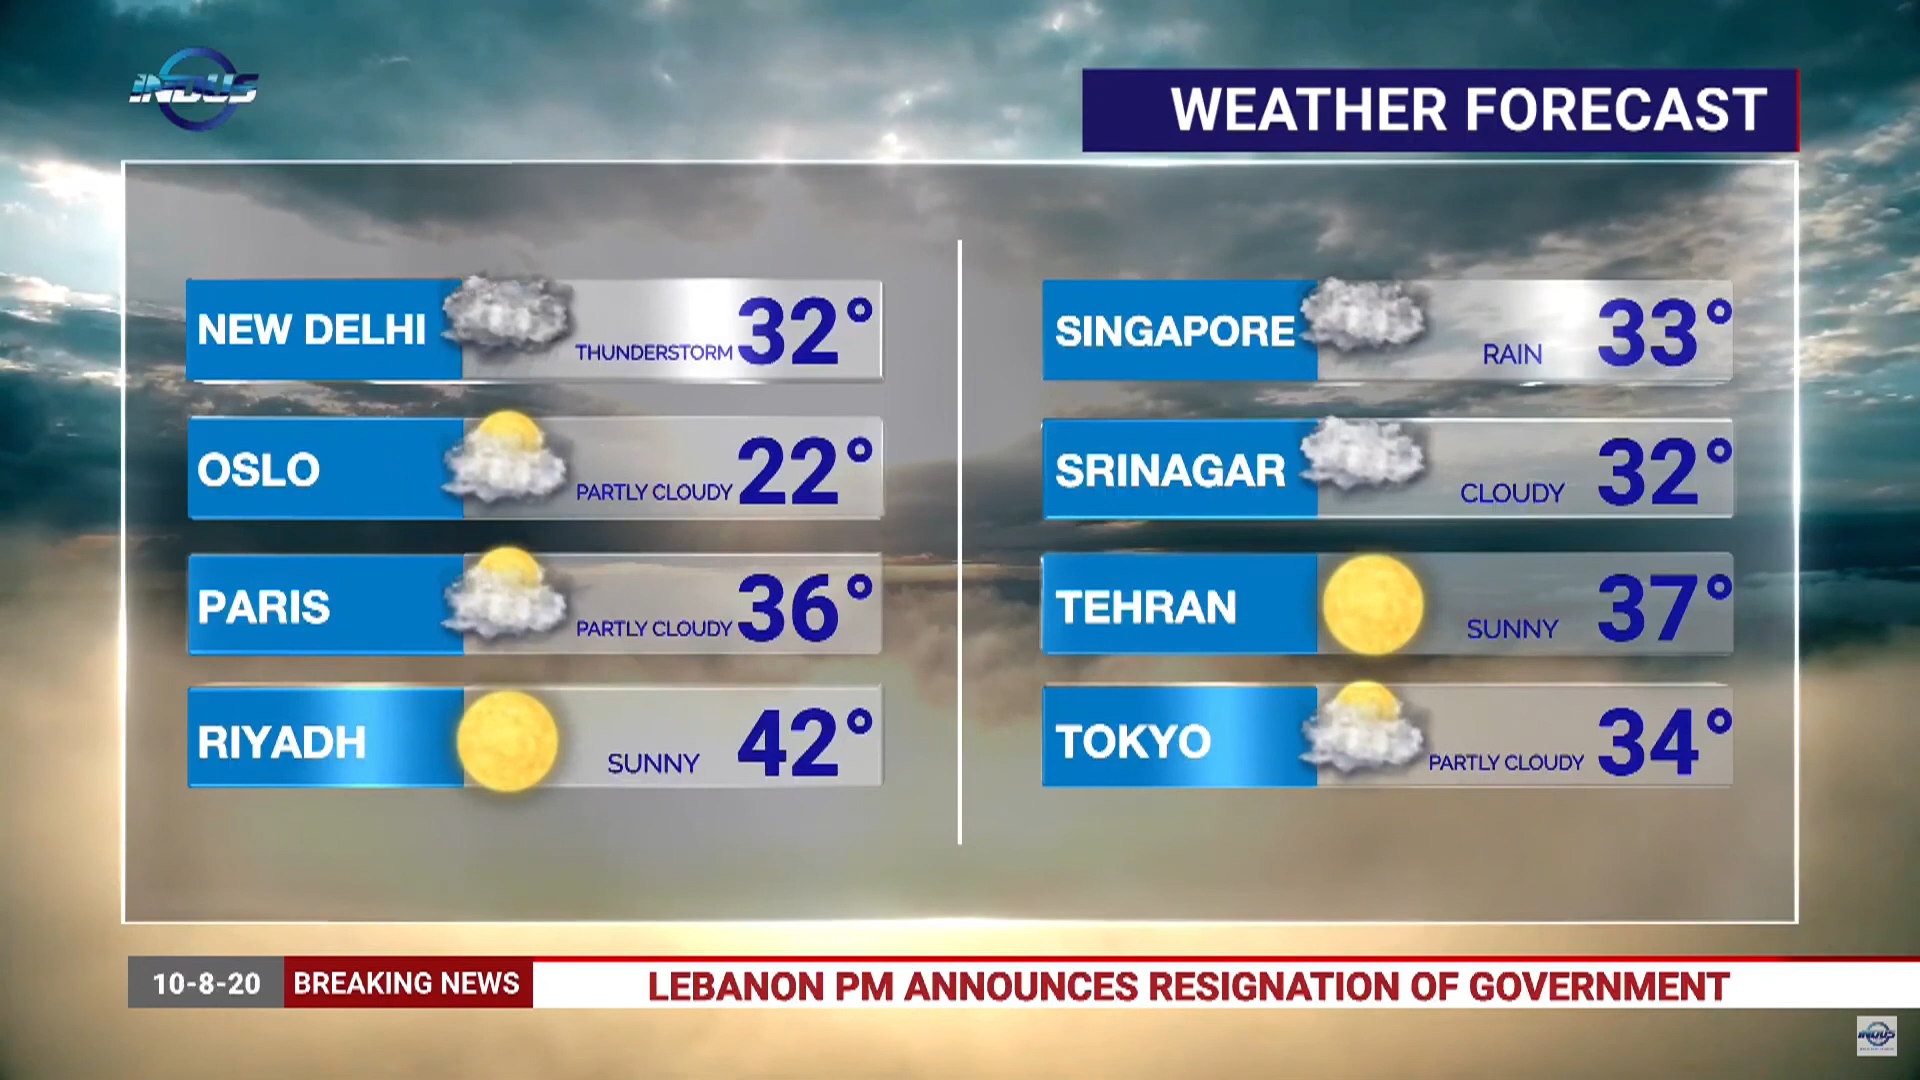 INDUS
WEATHER FORECAST
NEW DELHI THUNDERSTORM 32°
OSLO PARTLY CLOUDY 22°
PARIS PARTLY CLOUDY 36°
RIYADH SUNNY 42°
SINGAPORE RAIN 33°
SRINAGAR CLOUDY 32°
TEHRAN SUNNY 37°
TOKYO PARTLY CLOUDY 34°
10-8-20 BREAKING NEWS LEBANON PM ANNOUNCES RESIGNATION OF GOVERNMENT
INDUS